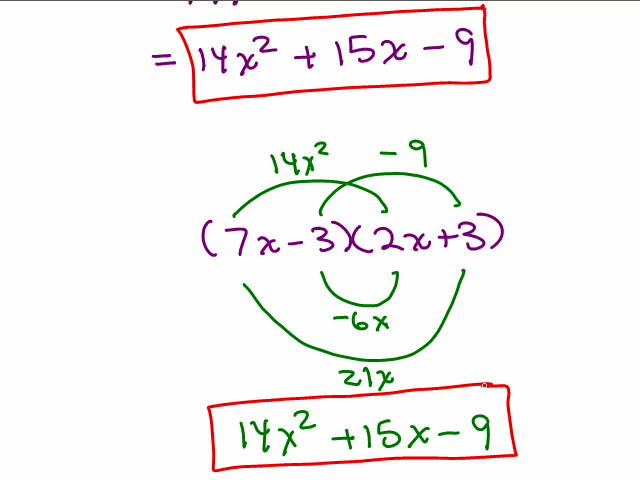 = 14x² + 15x - 9
14x² - 9
(7x - 3)(2x + 3)
-6x
21x
14x² + 15x - 9